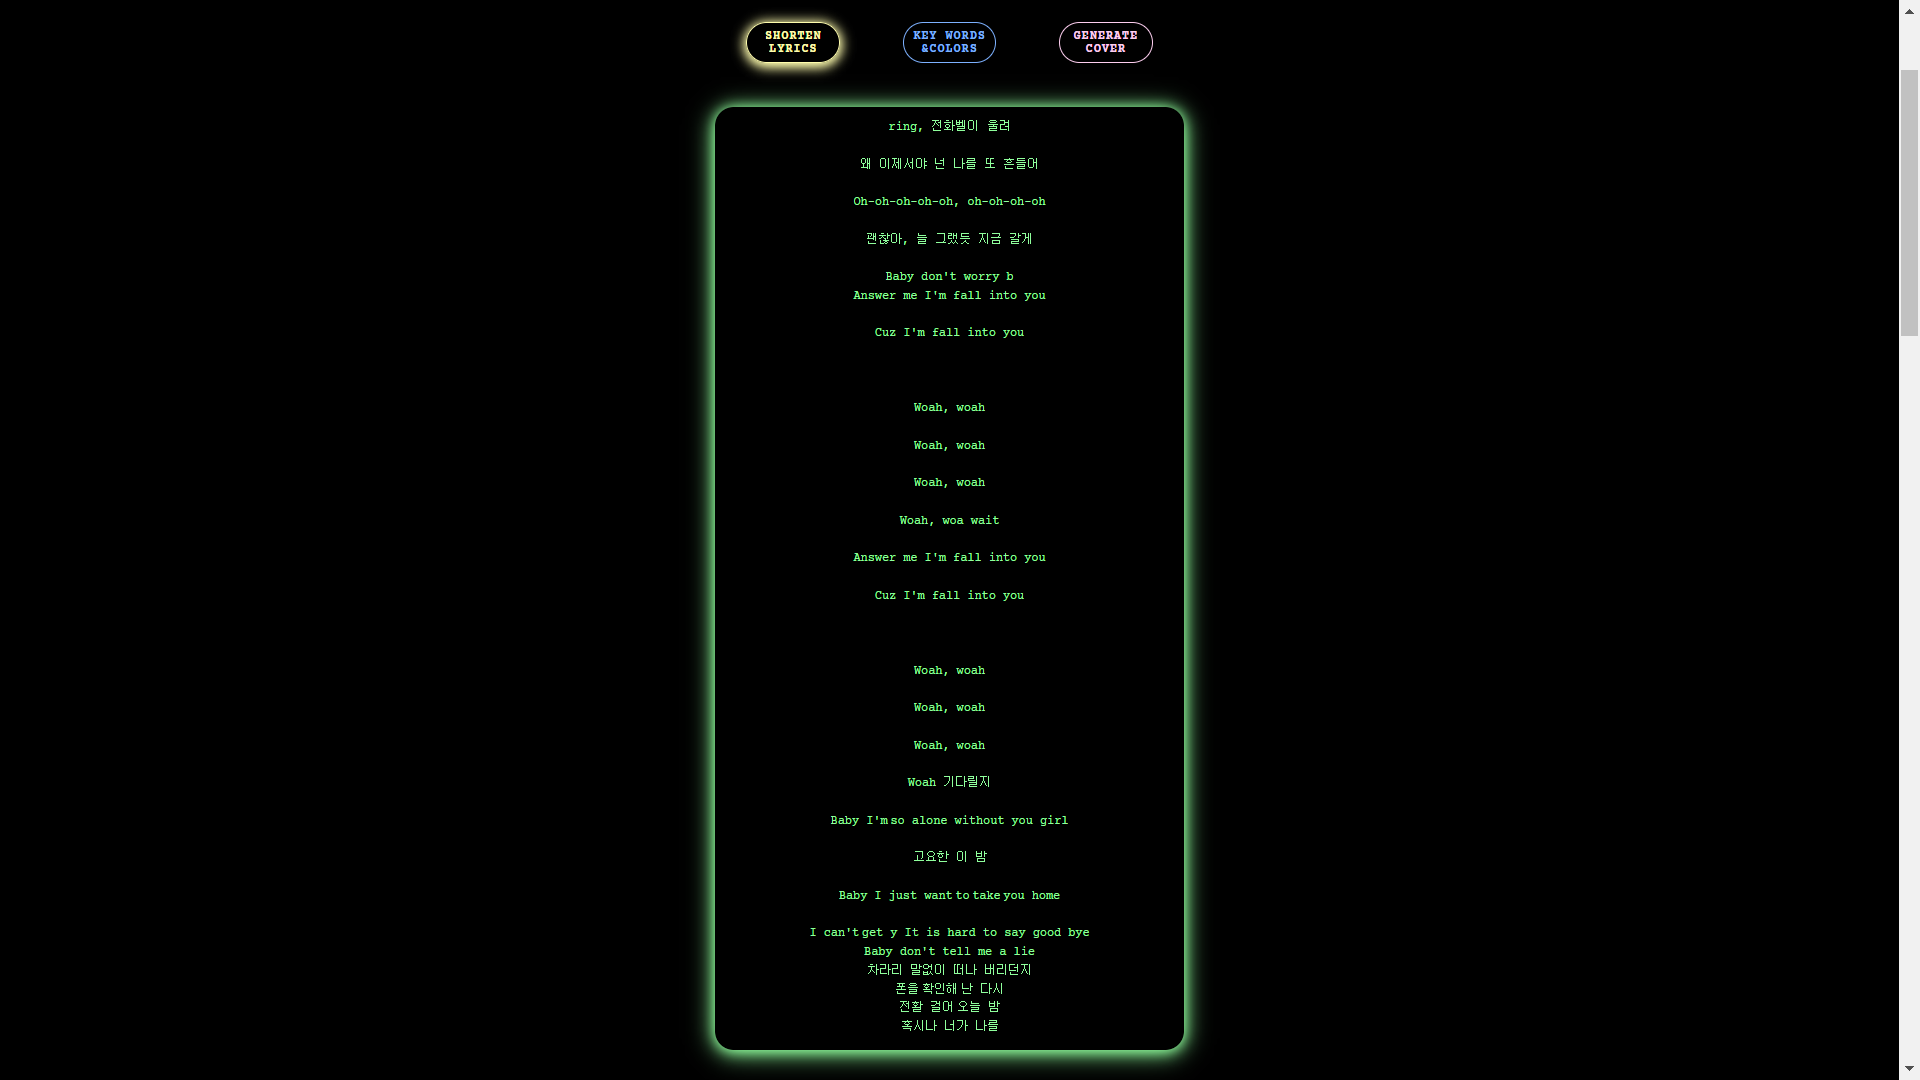 SHORTEN
LYRICS
KEY WORDS
&COLORS
GENERATE
COVER
ring, 전화벨이 울려
왜 이제서야 넌 나를 또 흔들어
Oh-oh-oh-oh-oh, oh-oh-oh-oh
괜찮아, 늘 그랬듯 지금 갈게
Baby don't worry b
Answer me I'm fall into you
Cuz I'm fall into you
Woah, woah
Woah, woah
Woah, woah
Woah, woa wait
Answer me I'm fall into you
Cuz I'm fall into you
Woah, woah
Woah, woah
Woah, woah
Woah 기다릴지
Baby I'm so alone without you girl
고요한 이 밤
Baby I just want to take you home
I can't get y It is hard to say good bye
Baby don't tell me a lie
차라리 말없이 떠나 버리던지
폰을 확인해 난 다시
전활 걸어 오늘 밤
혹시나 너가 나를